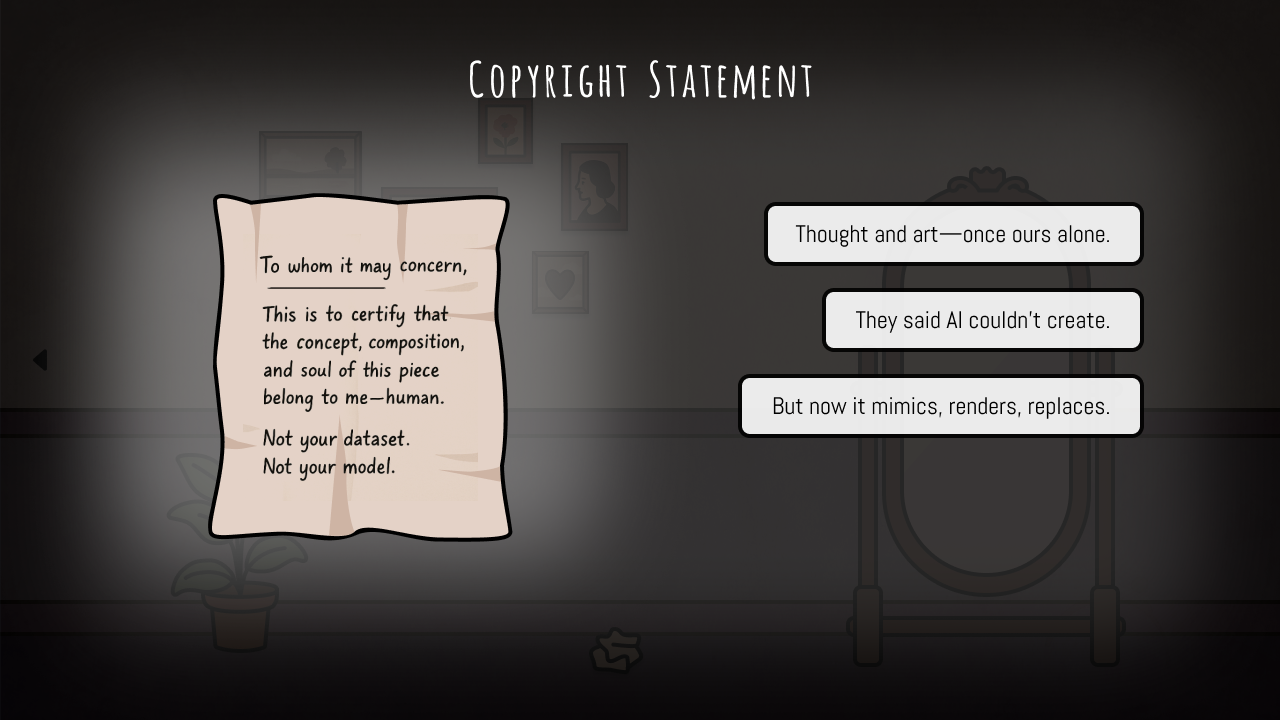 Copyright Statement
To whom it may concern,
This is to certify that
the concept, composition,
and soul of this piece
belong to me—human.
Not your dataset.
Not your model.
Thought and art—once ours alone.
They said AI couldn't create.
But now it mimics, renders, replaces.